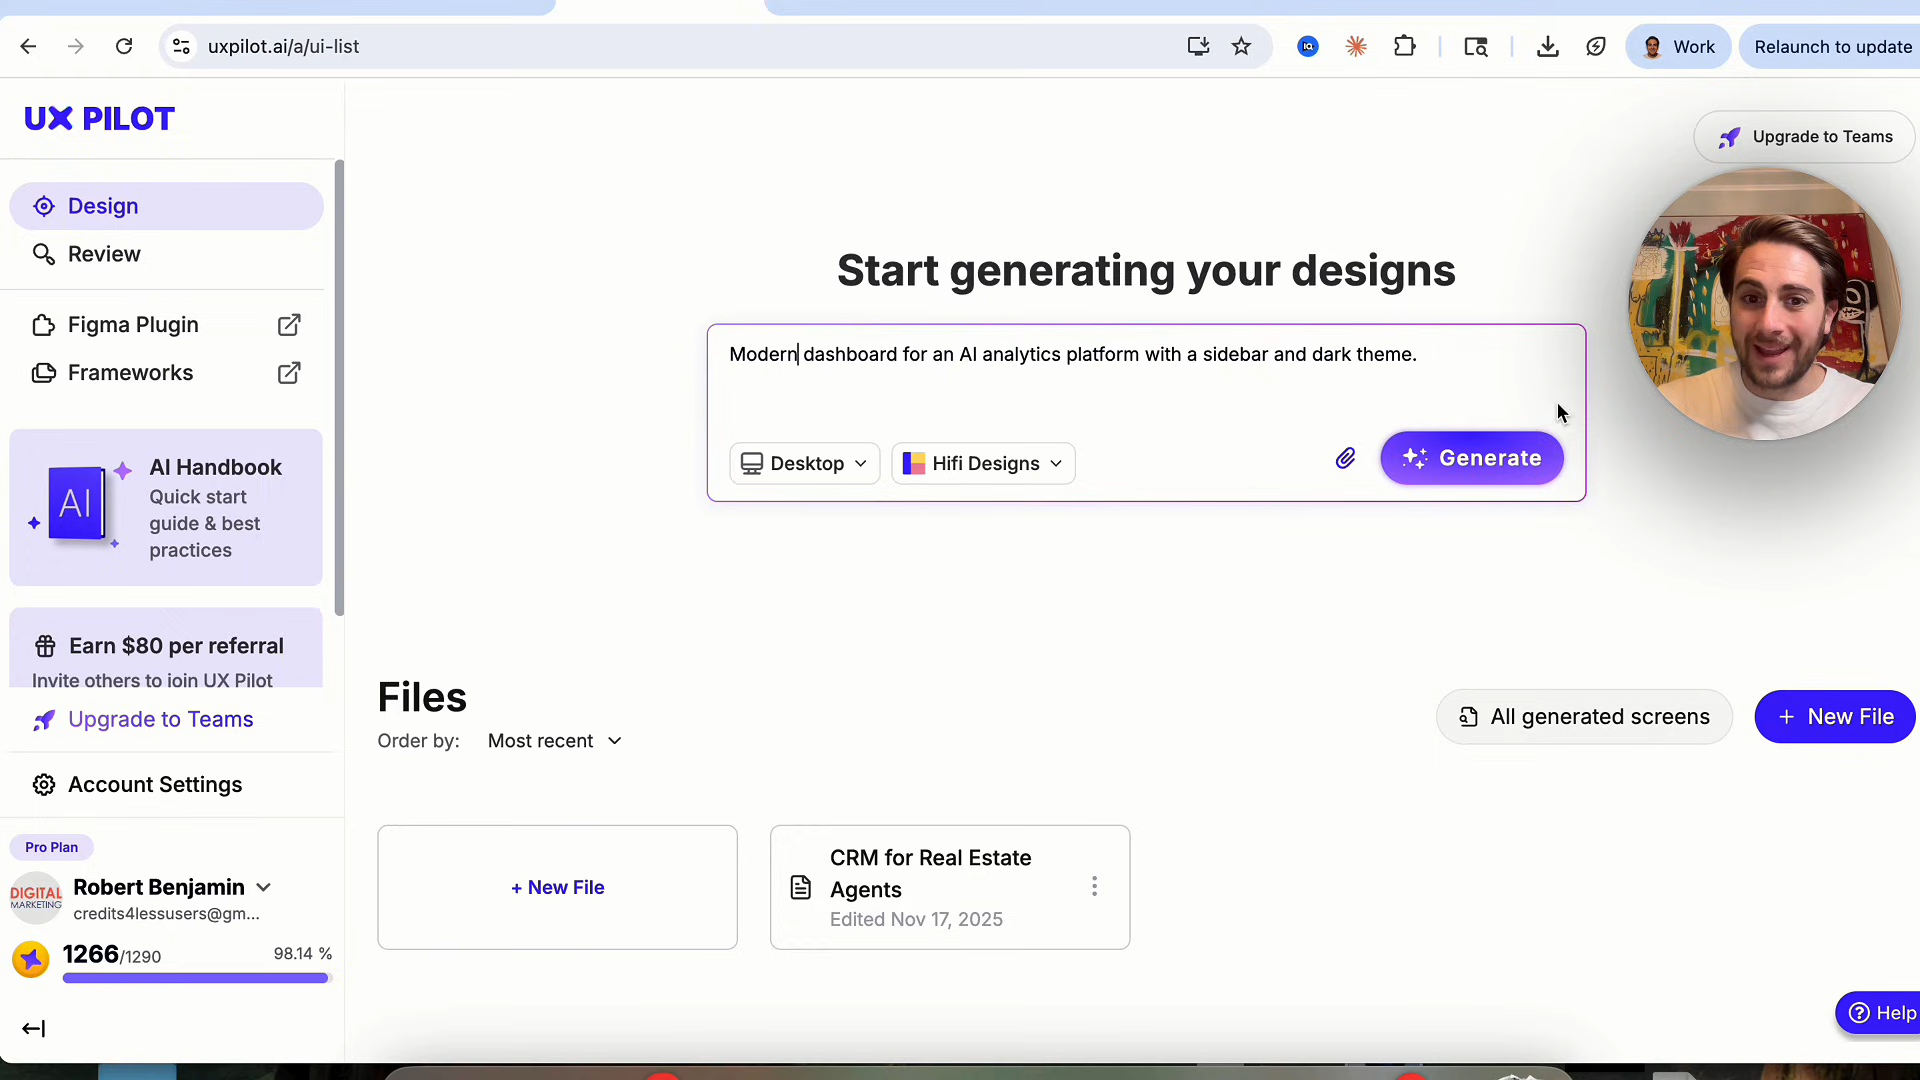 uxpilot.ai/a/ui-list
Work
Relaunch to update
UX PILOT
Upgrade to Teams
Design
Review
Figma Plugin
Frameworks
AI
AI Handbook
Quick start
guide & best
practices
Earn $80 per referral
Invite others to join UX Pilot
Upgrade to Teams
Account Settings
Pro Plan
DIGITAL
MARKETING
Robert Benjamin
credits4lessusers@gm...
1266/1290
98.14 %
Start generating your designs
Modern dashboard for an AI analytics platform with a sidebar and dark theme.
Desktop
Hifi Designs
Generate
Files
Order by: Most recent
All generated screens
+ New File
+ New File
CRM for Real Estate
Agents
Edited Nov 17, 2025
Help